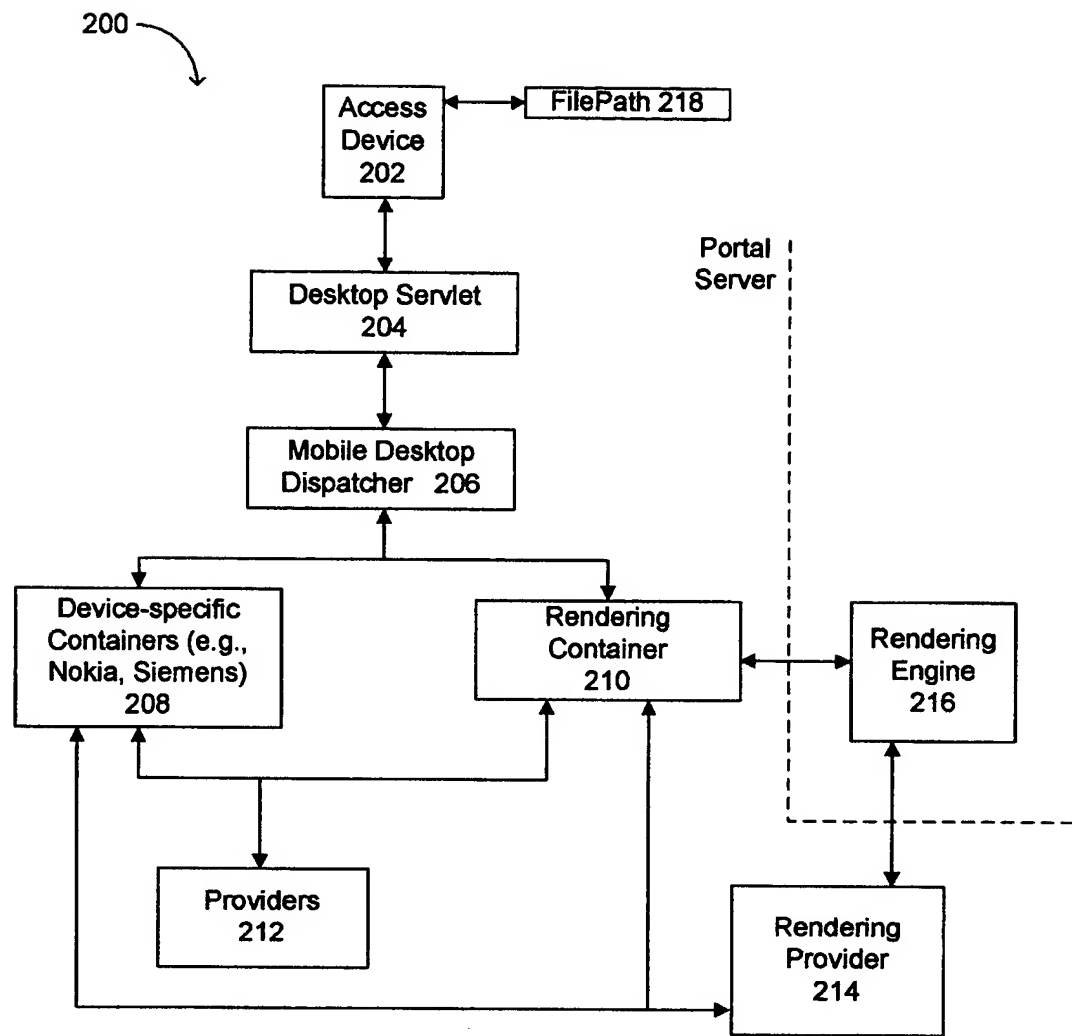 200
Access
Device
202
FilePath 218
Desktop Servlet
204
Portal
Server
Mobile Desktop
Dispatcher 206
Device-specific
Containers (e.g.,
Nokia, Siemens)
208
Rendering
Container
210
Rendering
Engine
216
Providers
212
Rendering
Provider
214